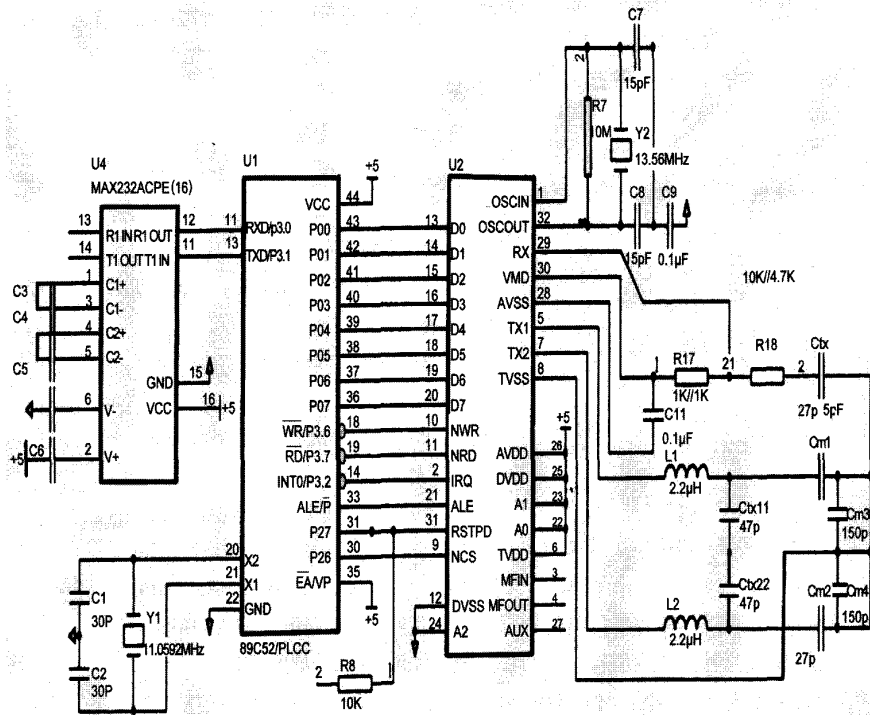 C7
15pF
2
R7
10M
Y2
13.56MHz
C8
C9
15pF
0.1μF
U4
MAX232ACPE(16)
U1
U2
13
R1IN R1OUT
12
14
T1OUT T1IN
11
1
C1+
C3
3
C1-
C4
4
C2+
5
C2-
C5
GND
15
VCC
16
+5
6
V-
2
V+
+5
C6
+5
VCC
44
11
RXD/p3.0
P00
43
13
TXD/P3.1
P01
42
P02
41
P03
40
P04
39
P05
38
P06
37
P07
36
WR/P3.6
18
RD/P3.7
19
INT0/P3.2
14
ALE/P
33
P27
31
P26
30
EA/VP
35
+5
20
X2
21
X1
22
GND
89C52/PLCC
C1
30P
Y1
11.0592MHz
C2
30P
2
R8
1
10K
13
D0
14
D1
15
D2
16
D3
17
D4
18
D5
19
D6
20
D7
10
NWR
11
NRD
2
IRQ
21
ALE
31
RSTPD
9
NCS
12
DVSS
24
A2
OSCIN
1
OSCOUT
32
RX
29
VMD
30
AVSS
28
TX1
5
TX2
7
TVSS
8
+5
AVDD
26
DVDD
25
A1
23
A0
22
TVDD
6
MFIN
3
MFOUT
4
AUX
27
10K//4.7K
1
R17
21
R18
2
Ctx
1K//1K
27p 5pF
C11
0.1μF
L1
2.2μH
Cm1
Ctx11
47p
Cm3
150p
Ctx22
47p
Cm2
Cm4
150p
L2
2.2μH
27p